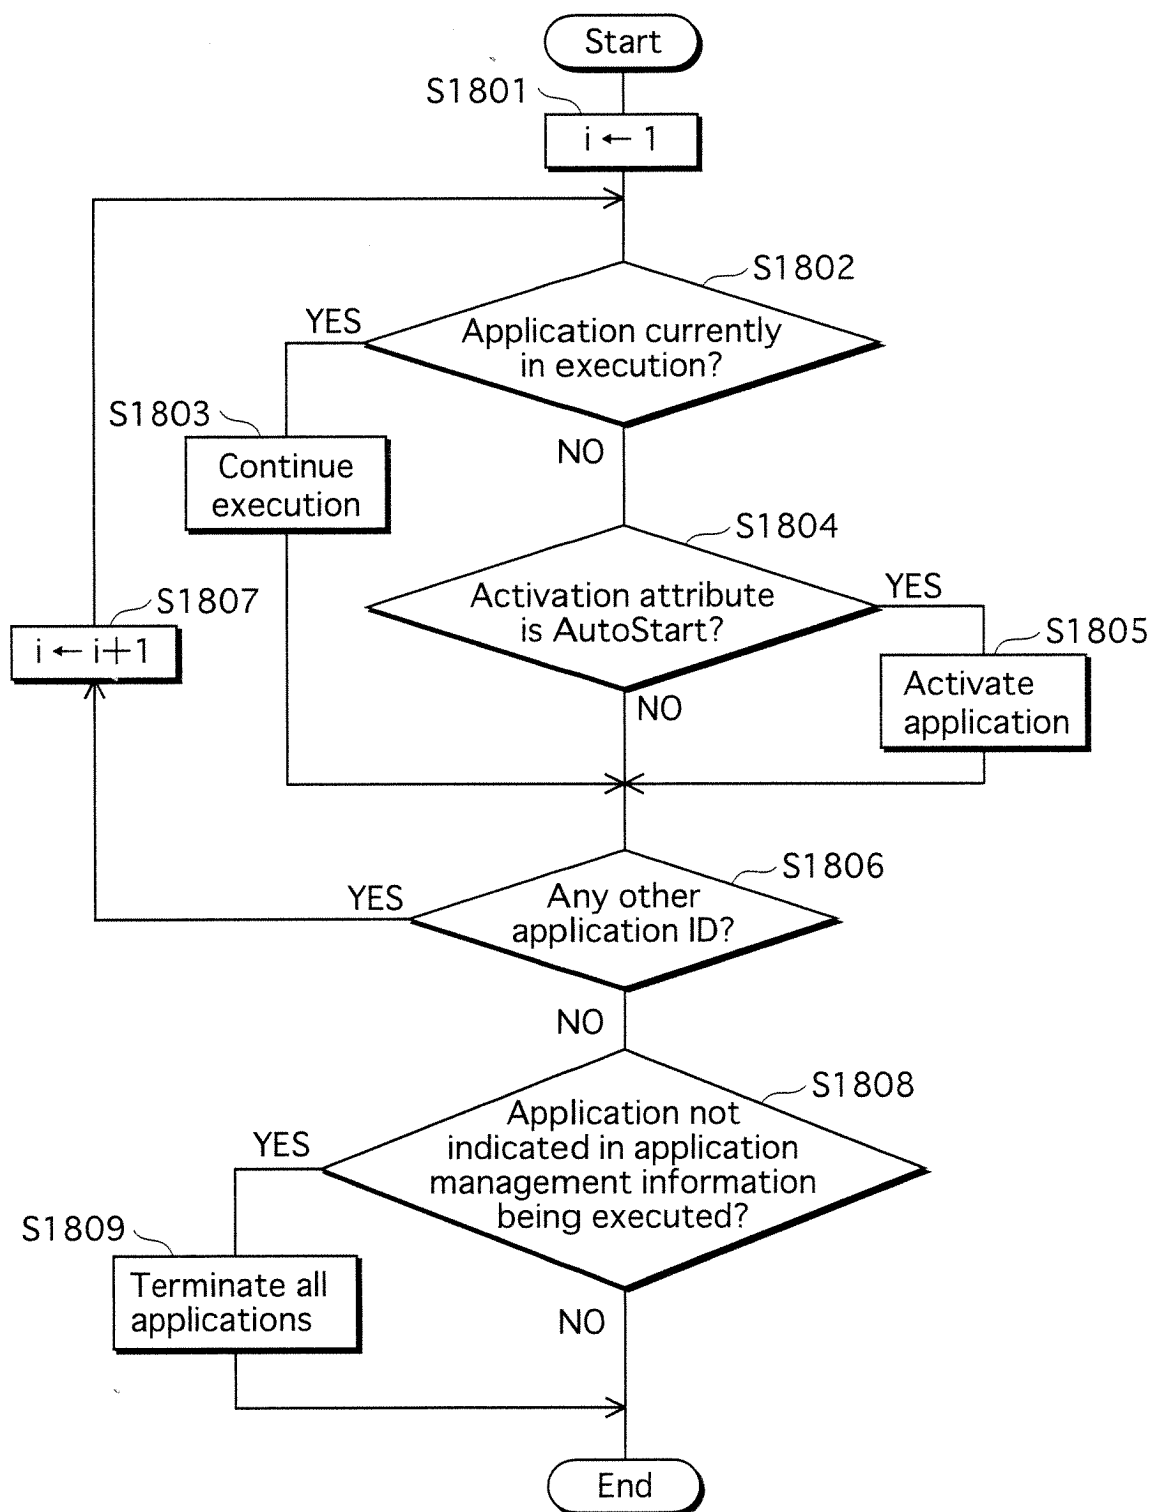 Start
S1801
i ← 1
S1802
YES
Application currently
in execution?
S1803
NO
Continue
execution
S1804
Activation attribute
is AutoStart?
YES
S1807
i ← i+1
S1805
Activate
application
NO
S1806
YES
Any other
application ID?
NO
S1808
YES
Application not
indicated in application
management information
being executed?
S1809
Terminate all
applications
NO
End